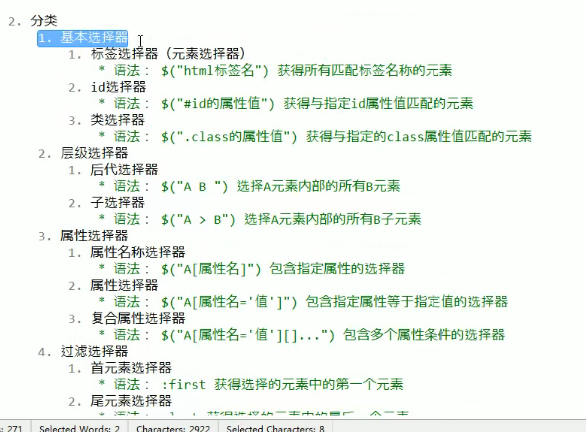 2. 分类
1. 基本选择器
1. 标签选择器（元素选择器）
* 语法： $("html标签名") 获得所有匹配标签名称的元素
2. id选择器
* 语法： $("#id的属性值") 获得与指定id属性值匹配的元素
3. 类选择器
* 语法： $(".class的属性值") 获得与指定的class属性值匹配的元素
2. 层级选择器
1. 后代选择器
* 语法： $("A B ") 选择A元素内部的所有B元素
2. 子选择器
* 语法： $("A > B") 选择A元素内部的所有B子元素
3. 属性选择器
1. 属性名称选择器
* 语法： $("A[属性名]") 包含指定属性的选择器
2. 属性选择器
* 语法： $("A[属性名='值']") 包含指定属性等于指定值的选择器
3. 复合属性选择器
* 语法： $("A[属性名='值'][]...") 包含多个属性条件的选择器
4. 过滤选择器
1. 首元素选择器
* 语法： :first 获得选择的元素中的第一个元素
2. 尾元素选择器
: 271 Selected Words: 2 Characters: 2922 Selected Characters: 8